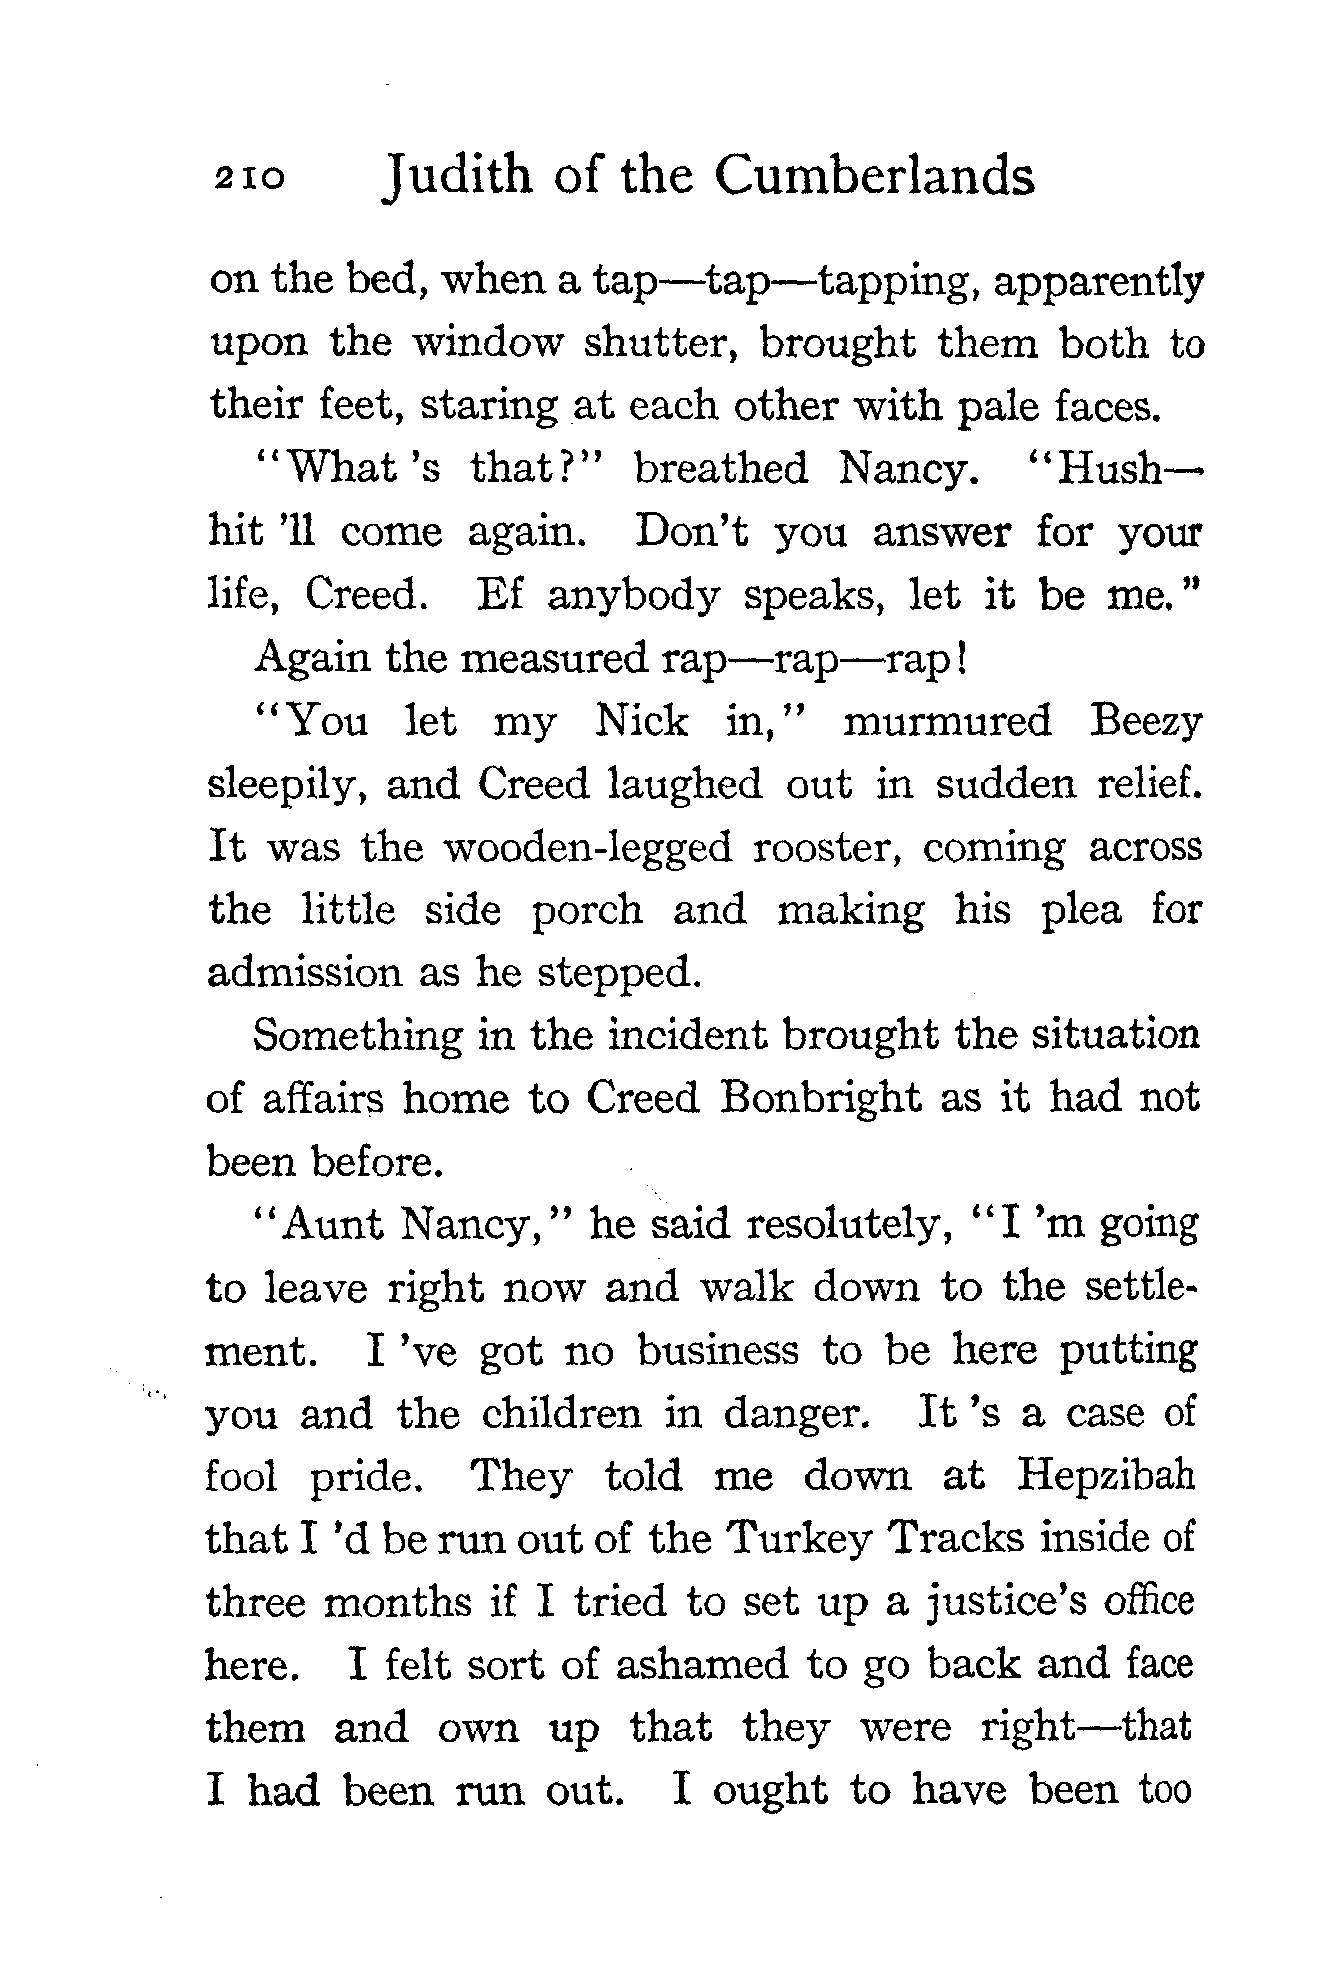 210 Judith of the Cumberlands
on the bed, when a tap—tap—tapping, apparently
upon the window shutter, brought them both to
their feet, staring at each other with pale faces.
"What 's that?" breathed Nancy. "Hush—
hit 'll come again. Don't you answer for your
life, Creed. Ef anybody speaks, let it be me."
Again the measured rap—rap—rap!
"You let my Nick in," murmured Beezy
sleepily, and Creed laughed out in sudden relief.
It was the wooden-legged rooster, coming across
the little side porch and making his plea for
admission as he stepped.
Something in the incident brought the situation
of affairs home to Creed Bonbright as it had not
been before.
"Aunt Nancy," he said resolutely, "I 'm going
to leave right now and walk down to the settle-
ment. I 've got no business to be here putting
you and the children in danger. It 's a case of
fool pride. They told me down at Hepzibah
that I 'd be run out of the Turkey Tracks inside of
three months if I tried to set up a justice's office
here. I felt sort of ashamed to go back and face
them and own up that they were right—that
I had been run out. I ought to have been too